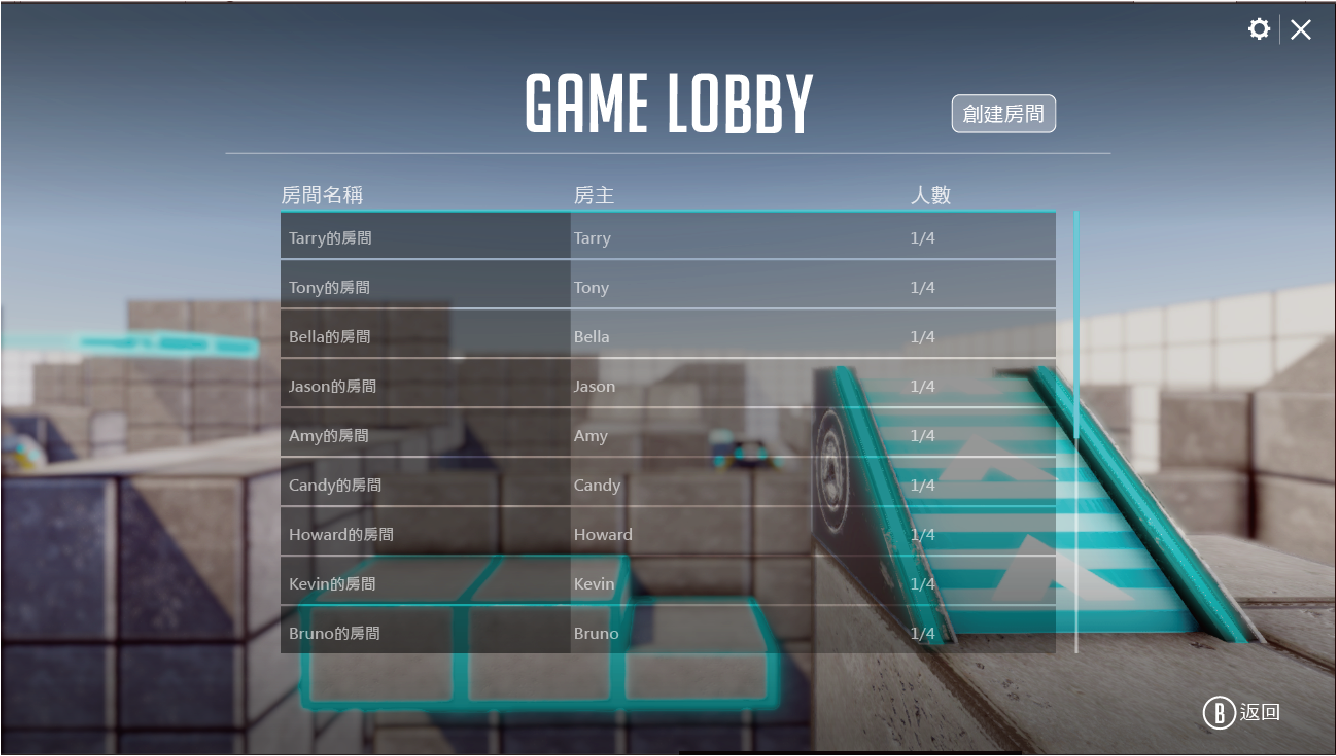 GAME LOBBY
創建房間
房間名稱 房主 人數
Tarry的房間 Tarry 1/4
Tony的房間 Tony 1/4
Bella的房間 Bella 1/4
Jason的房間 Jason 1/4
Amy的房間 Amy 1/4
Candy的房間 Candy 1/4
Howard的房間 Howard 1/4
Kevin的房間 Kevin 1/4
Bruno的房間 Bruno 1/4
B 返回